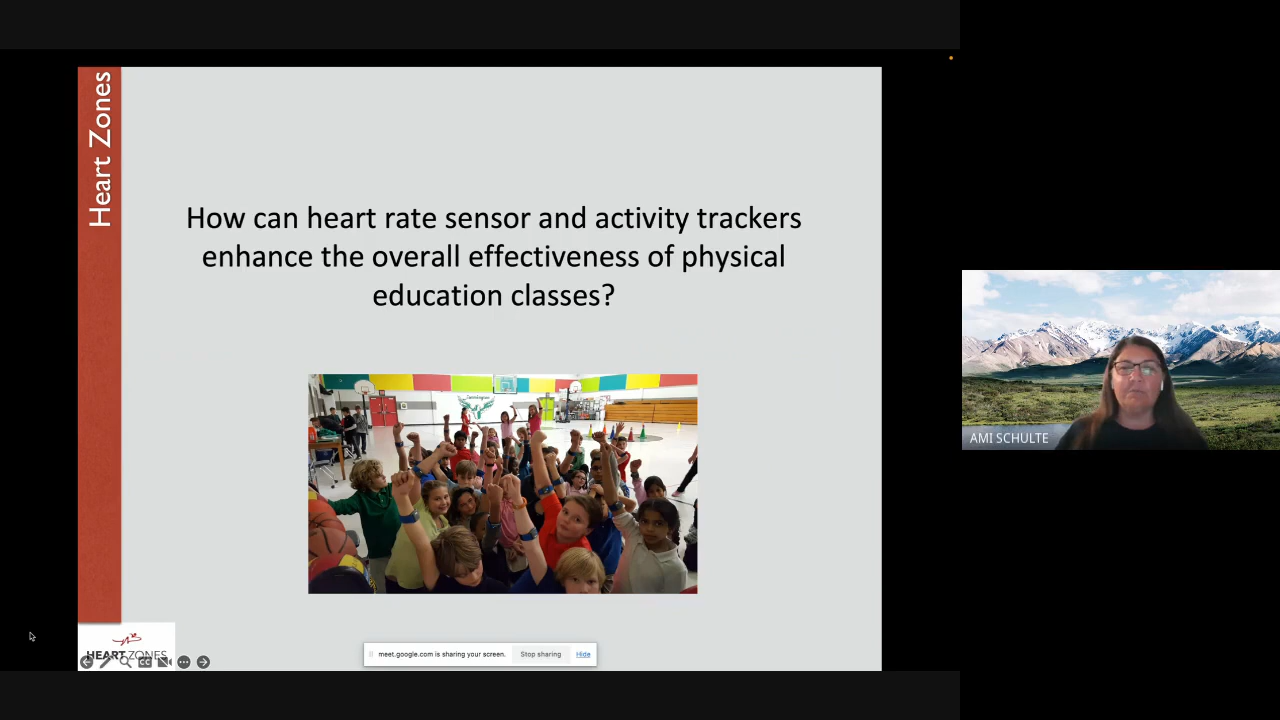 Heart Zones
How can heart rate sensor and activity trackers
enhance the overall effectiveness of physical
education classes?
HEART ZONES
CC
meet.google.com is sharing your screen.
Stop sharing
Hide
AMI SCHULTE